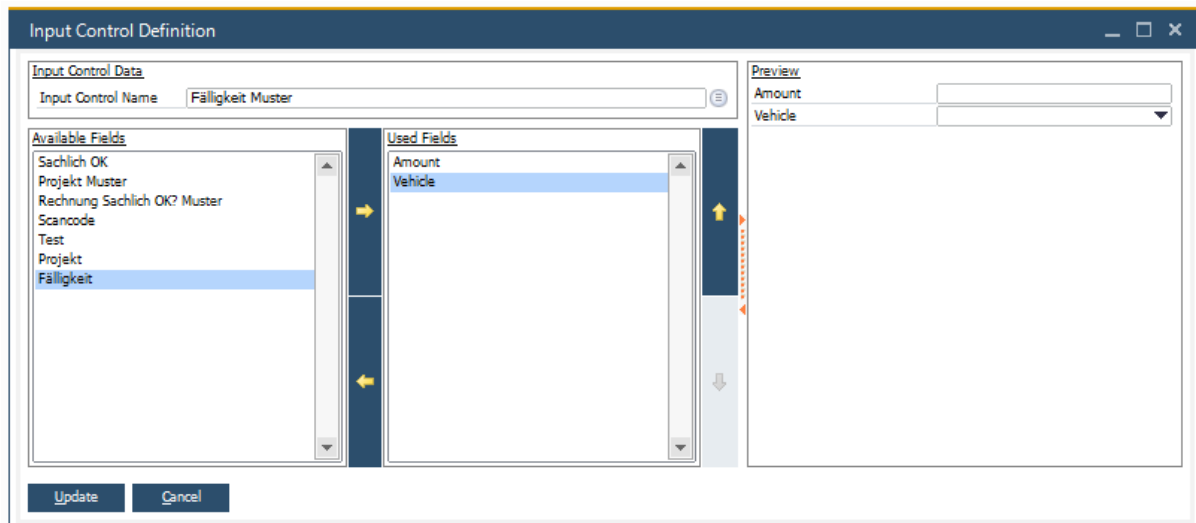 Input Control Definition
Input Control Data
Input Control Name Fälligkeit Muster
Available Fields
Sachlich OK
Projekt Muster
Rechnung Sachlich OK? Muster
Scancode
Test
Projekt
Fälligkeit
Used Fields
Amount
Vehicle
Preview
Amount
Vehicle
Update Cancel